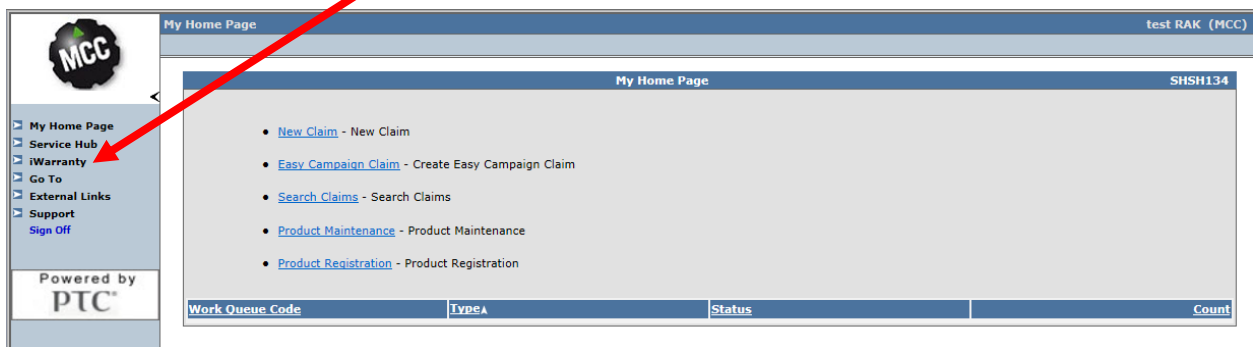 My Home Page test RAK (MCC)
MCC
My Home Page SHSH134
My Home Page
Service Hub
iWarranty
Go To
External Links
Support
Sign Off
Powered by
PTC
• New Claim - New Claim
• Easy Campaign Claim - Create Easy Campaign Claim
• Search Claims - Search Claims
• Product Maintenance - Product Maintenance
• Product Registration - Product Registration
Work Queue Code Type▲ Status Count